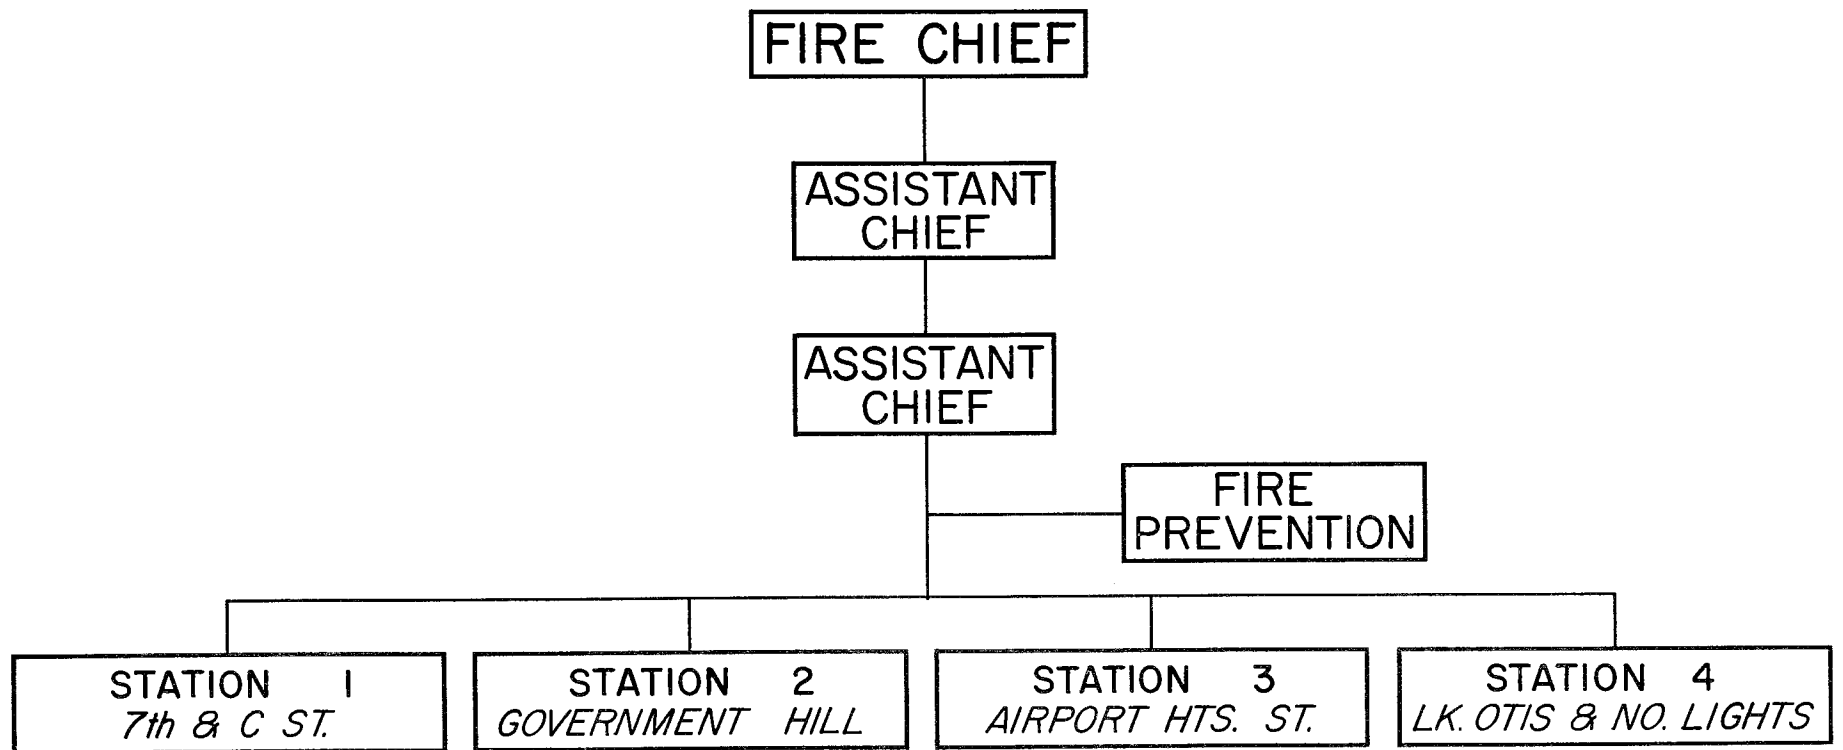 FIRE CHIEF
ASSISTANT
CHIEF
ASSISTANT
CHIEF
FIRE
PREVENTION
STATION 1
7th & C ST.
STATION 2
GOVERNMENT HILL
STATION 3
AIRPORT HTS. ST.
STATION 4
LK. OTIS & NO. LIGHTS